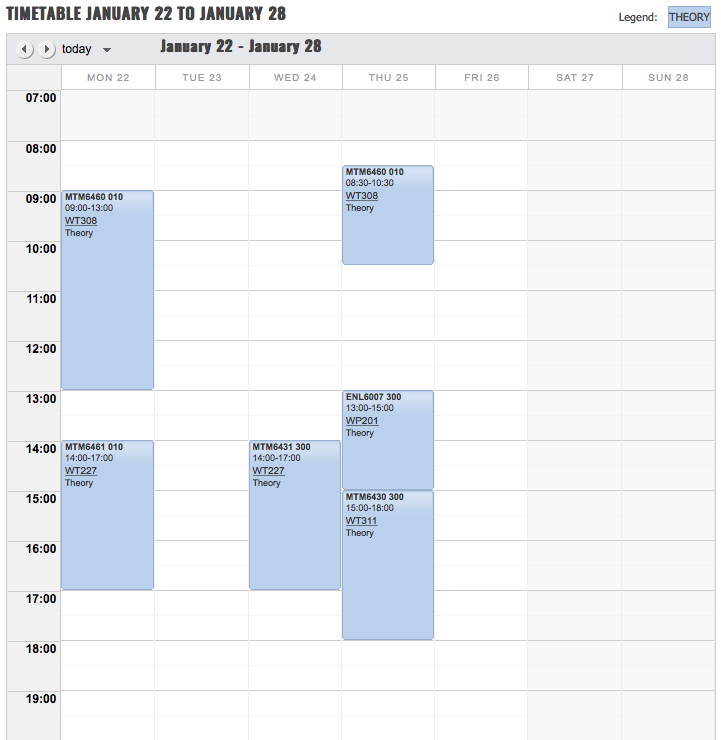 TIMETABLE JANUARY 22 TO JANUARY 28
Legend: THEORY
today January 22 - January 28
MON 22 TUE 23 WED 24 THU 25 FRI 26 SAT 27 SUN 28
07:00
08:00
09:00
10:00
11:00
12:00
13:00
14:00
15:00
16:00
17:00
18:00
19:00
MTM6460 010
09:00-13:00
WT308
Theory
MTM6461 010
14:00-17:00
WT227
Theory
MTM6431 300
14:00-17:00
WT227
Theory
MTM6460 010
08:30-10:30
WT308
Theory
ENL6007 300
13:00-15:00
WP201
Theory
MTM6430 300
15:00-18:00
WT311
Theory